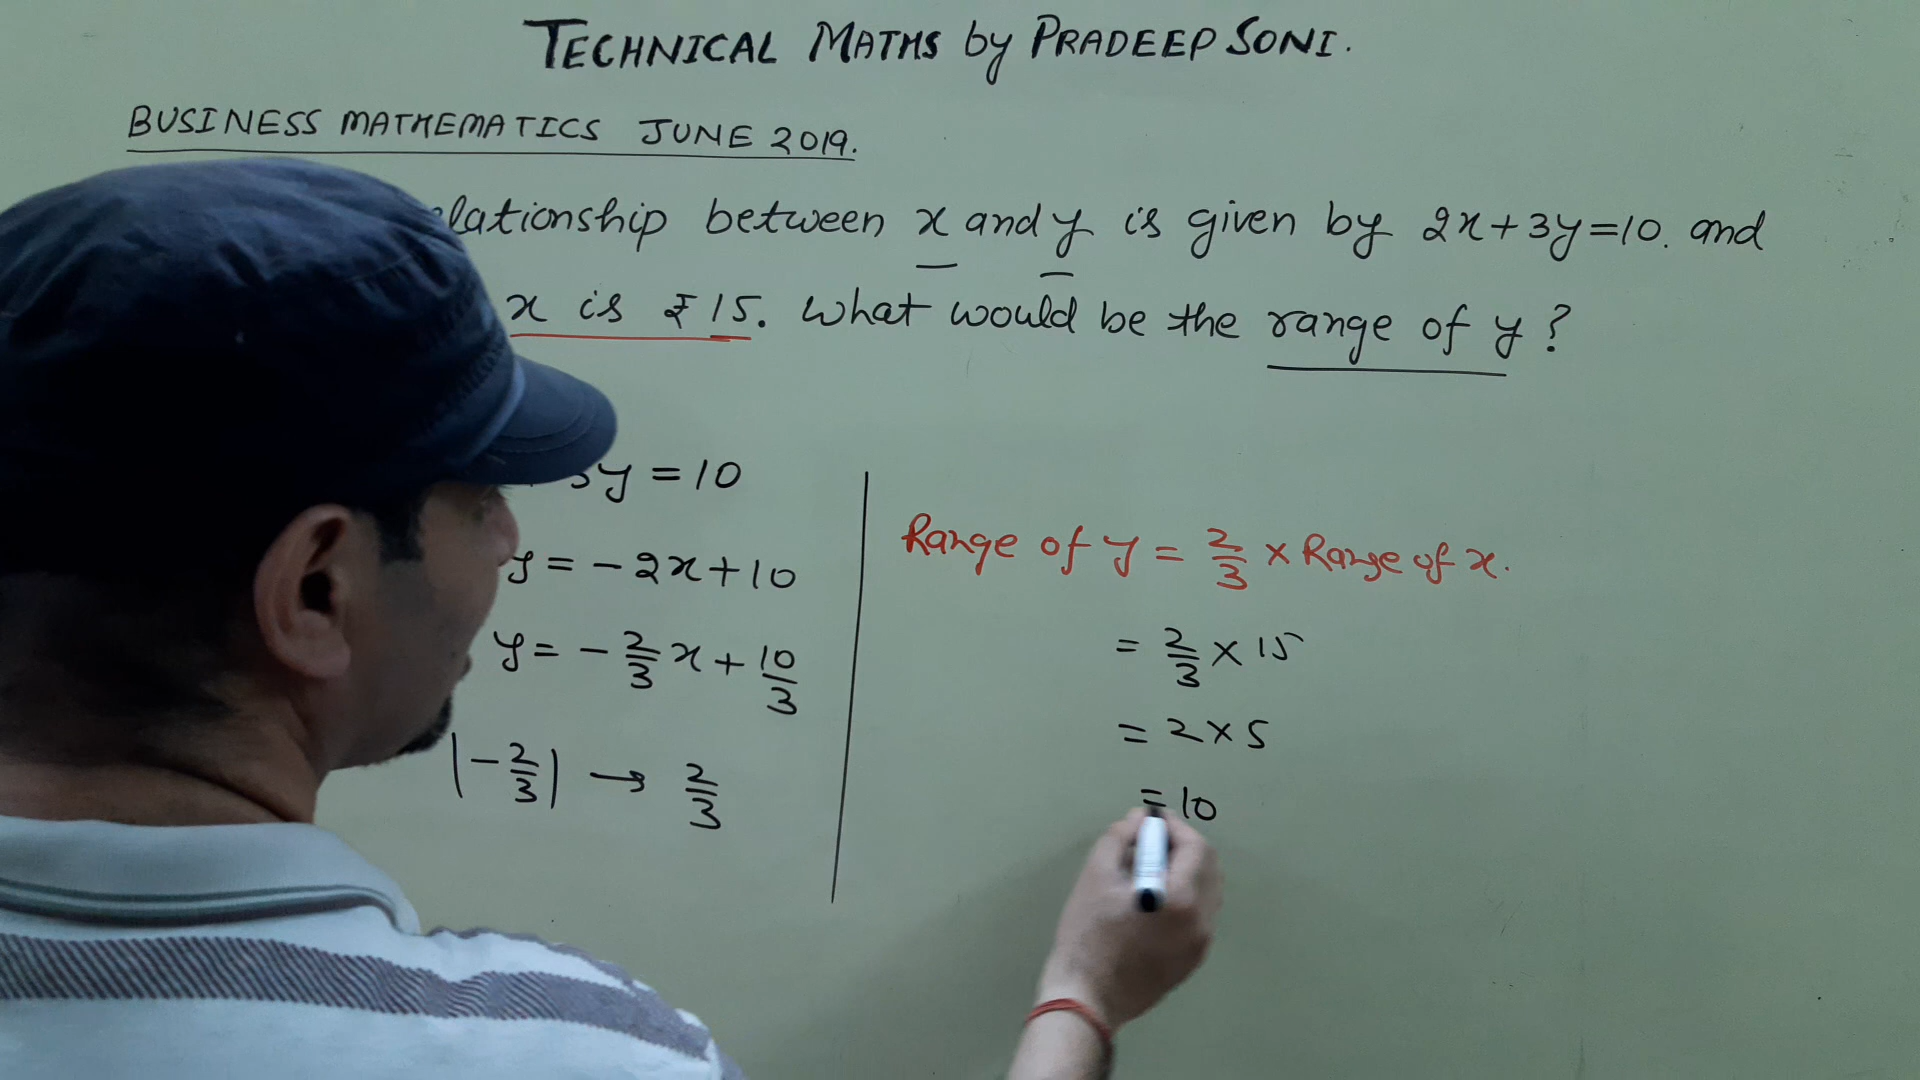 TECHNICAL MATHS by PRADEEP SONI.
BUSINESS MATHEMATICS JUNE 2019.
elationship between x and y is given by 2x+3y=10. and
x is ₹15. What would be the range of y?
3y = 10
y = -2x+10
y = -2/3 x + 10/3
|-2/3| → 2/3
Range of y = 2/3 × Range of x.
= 2/3 × 15
= 2 × 5
= 10